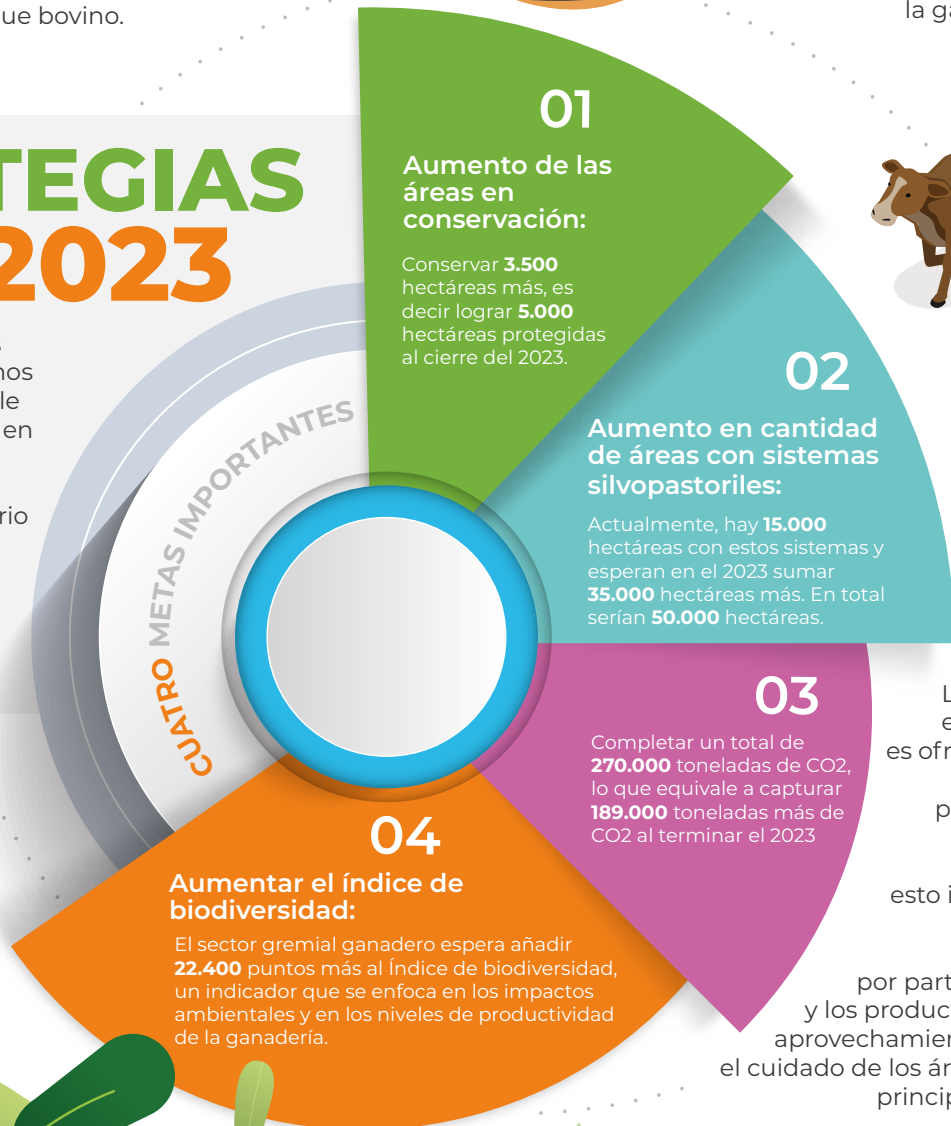 ue bovino.
la ga
TEGIAS
2023
nos
le
en
rio
CUATRO METAS IMPORTANTES
01
Aumento de las
áreas en
conservación:
Conservar 3.500
hectáreas más, es
decir lograr 5.000
hectáreas protegidas
al cierre del 2023.
02
Aumento en cantidad
de áreas con sistemas
silvopastoriles:
Actualmente, hay 15.000
hectáreas con estos sistemas y
esperan en el 2023 sumar
35.000 hectáreas más. En total
serían 50.000 hectáreas.
03
Completar un total de
270.000 toneladas de CO2,
lo que equivale a capturar
189.000 toneladas más de
CO2 al terminar el 2023
04
Aumentar el índice de
biodiversidad:
El sector gremial ganadero espera añadir
22.400 puntos más al Índice de biodiversidad,
un indicador que se enfoca en los impactos
ambientales y en los niveles de productividad
de la ganadería.
L
e
es ofr
p
esto i
por part
y los produc
aprovechamier
el cuidado de los ár
princip